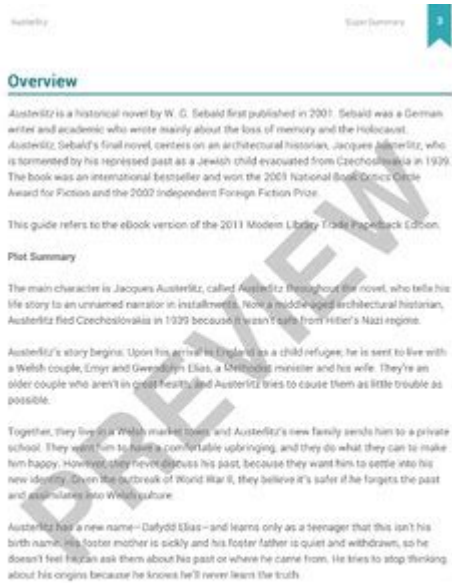 Austerlitz
SuperSummary
3
Overview
Austerlitz is a historical novel by W. G. Sebald first published in 2001. Sebald was a German
writer and academic who wrote mainly about the loss of memory and the Holocaust.
Austerlitz, Sebald's final novel, centers on an architectural historian, Jacques Austerlitz, who
is tormented by his repressed past as a Jewish child evacuated from Czechoslovakia in 1939.
The book was an international bestseller and won the 2001 National Book Critics Circle
Award for Fiction and the 2002 Independent Foreign Fiction Prize.
This guide refers to the eBook version of the 2011 Modern Library Trade Paperback Edition.
Plot Summary
The main character is Jacques Austerlitz, called Austerlitz throughout the novel, who tells his
life story to an unnamed narrator in installments. Now a middle-aged architectural historian,
Austerlitz fled Czechoslovakia in 1939 because it wasn't safe from Hitler's Nazi regime.
Austerlitz's story begins: Upon his arrival in England as a child refugee, he is sent to live with
a Welsh couple, Emyr and Gwendolyn Elias, a Methodist minister and his wife. They're an
older couple who aren't in great health, and Austerlitz tries to cause them as little trouble as
possible.
Together, they live in a Welsh market town, and Austerlitz's new family sends him to a private
school. They want him to have a comfortable upbringing, and they do what they can to make
him happy. However, they never discuss his past, because they want him to settle into his
new identity. Given the outbreak of World War II, they believe it's safer if he forgets the past
and assimilates into Welsh culture.
Austerlitz has a new name—Dafydd Elias—and learns only as a teenager that this isn't his
birth name. His foster mother is sickly and his foster father is quiet and withdrawn, so he
doesn't feel he can ask them about his past or where he came from. He tries to stop thinking
about his origins because he knows he'll never learn the truth.
PREVIEW